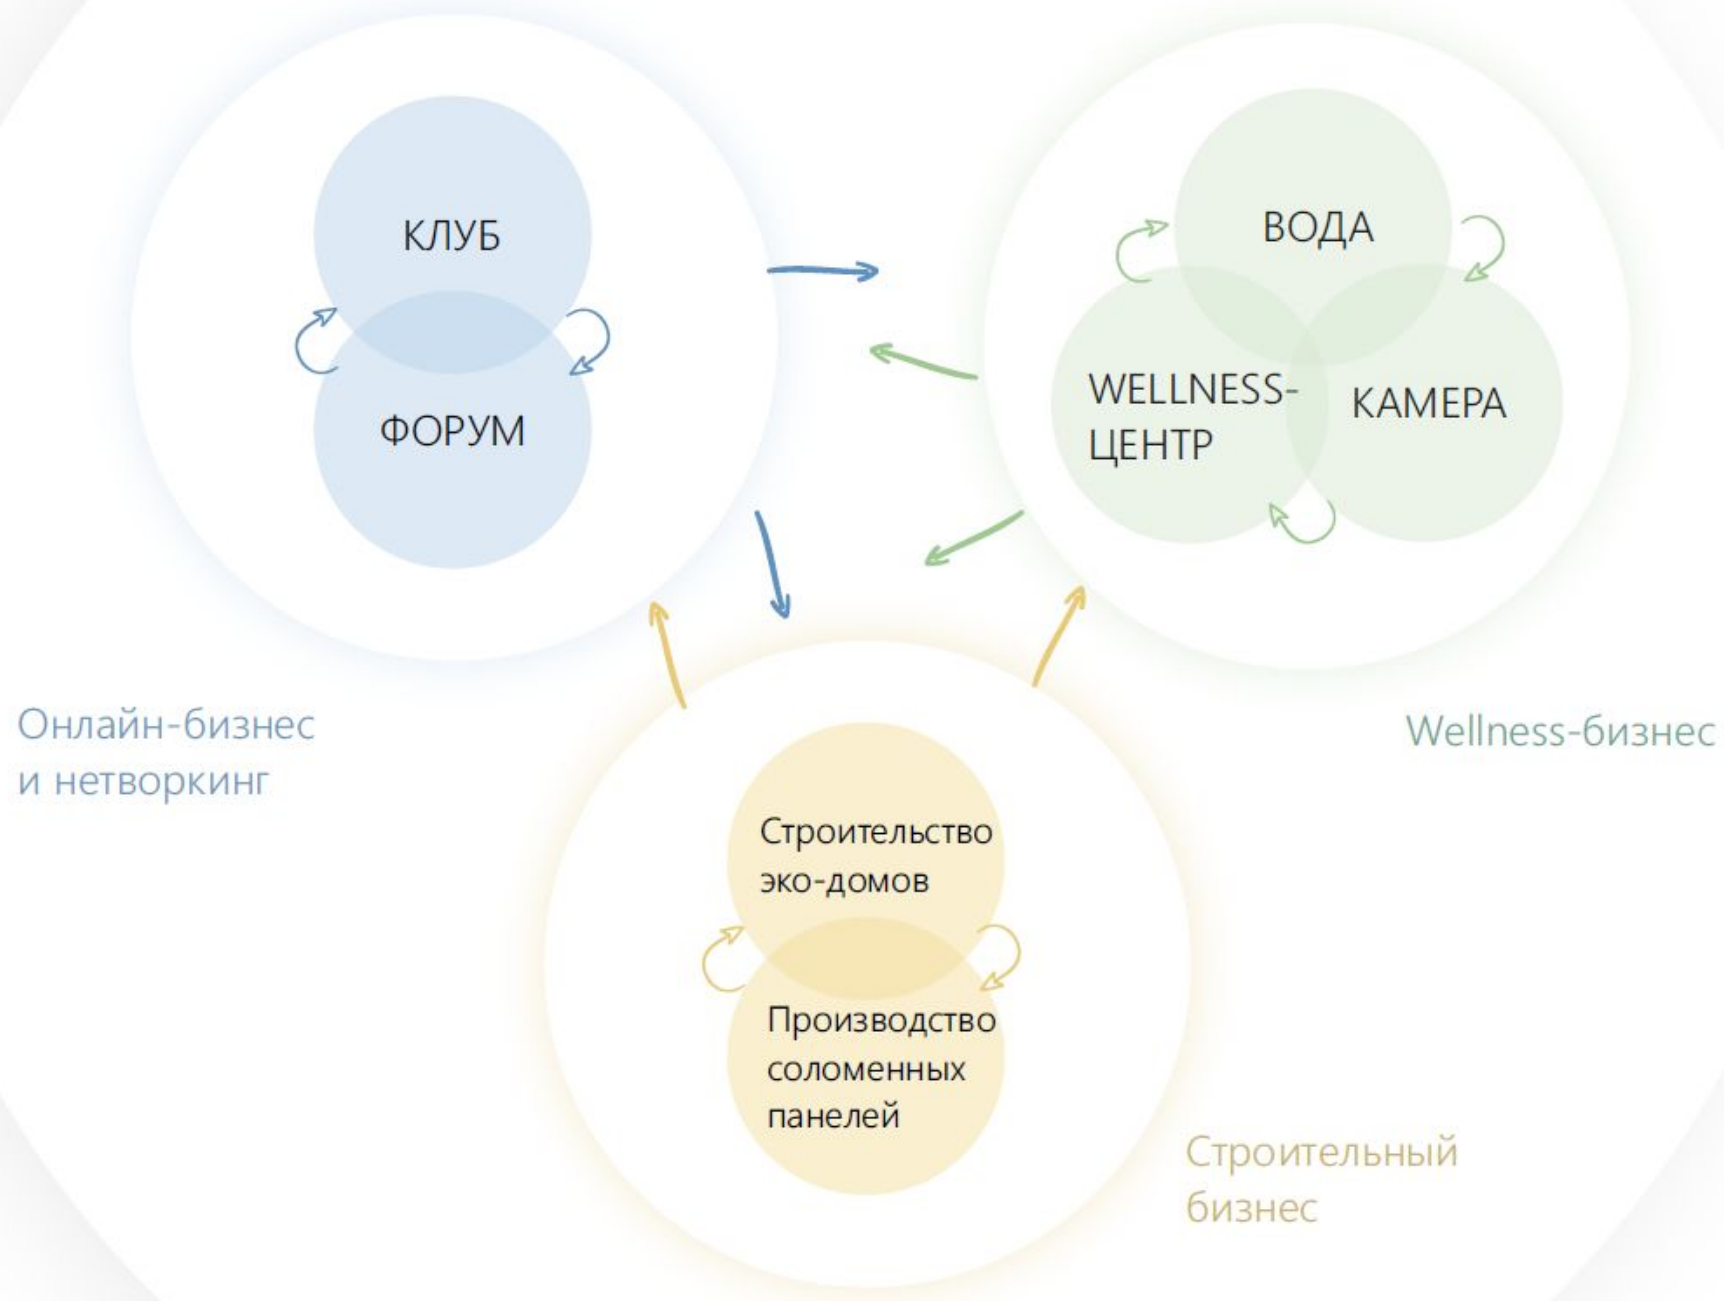 КЛУБ
ФОРУМ
ВОДА
WELLNESS-
ЦЕНТР
КАМЕРА
Онлайн-бизнес
и нетворкинг
Wellness-бизнес
Строительство
эко-домов
Производство
соломенных
панелей
Строительный
бизнес